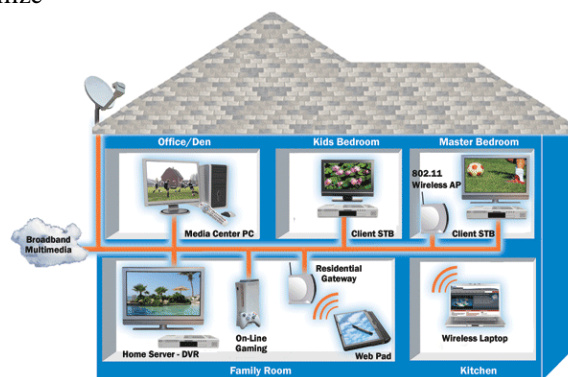 mize
Office/Den
Kids Bedroom
Master Bedroom
802.11
Wireless AP
Media Center PC
Client STB
Client STB
Broadband
Multimedia
Residential
Gateway
On-Line
Gaming
Home Server - DVR
Web Pad
Wireless Laptop
Family Room
Kitchen